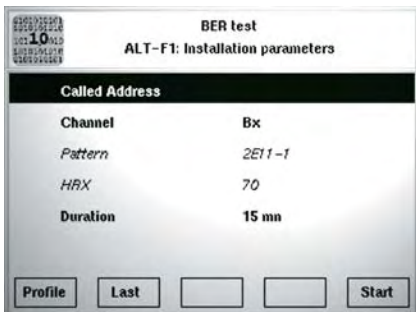 10
BER test
ALT-F1: Installation parameters
Called Address
Channel Bx
Pattern 2E11-1
HRX 70
Duration 15 mn
Profile Last Start